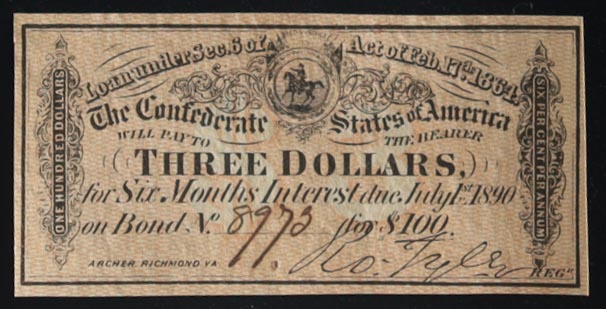 Loan under Sec. 6 of Act of Feb. 17th 1864.
The Confederate States of America
WILL PAY TO THE BEARER
THREE DOLLARS,
for Six Months Interest due July 1st 1890
on Bond No. 8973 for $100.
ARCHER, RICHMOND VA
Ro. Tyler
REGR.
ONE HUNDRED DOLLARS
SIX PER CENT PER ANNUM.